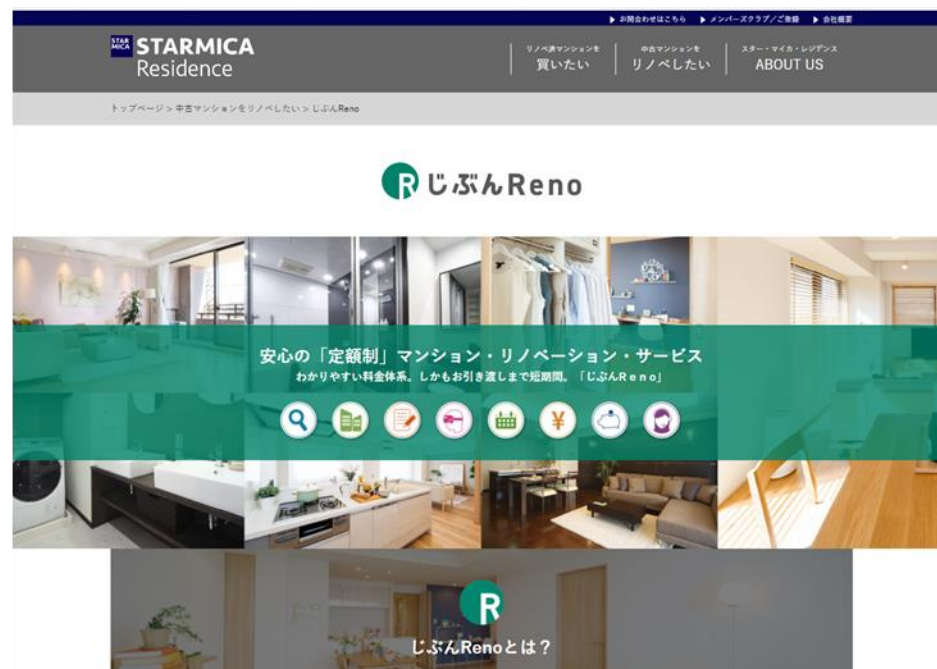 ▶ お問合わせはこちら ▶ メンバーズクラブ/ご登録 ▶ 会社概要
STAR MICA STARMICA Residence
リノベ済マンションを
買いたい
中古マンションを
リノベしたい
スター・マイカ・レジデンス
ABOUT US
トップページ > 中古マンションをリノベしたい > じぶんReno
R じぶんReno
安心の「定額制」マンション・リノベーション・サービス
わかりやすい料金体系。しかもお引き渡しまで短期間。「じぶんReno」
¥
R
じぶんRenoとは？